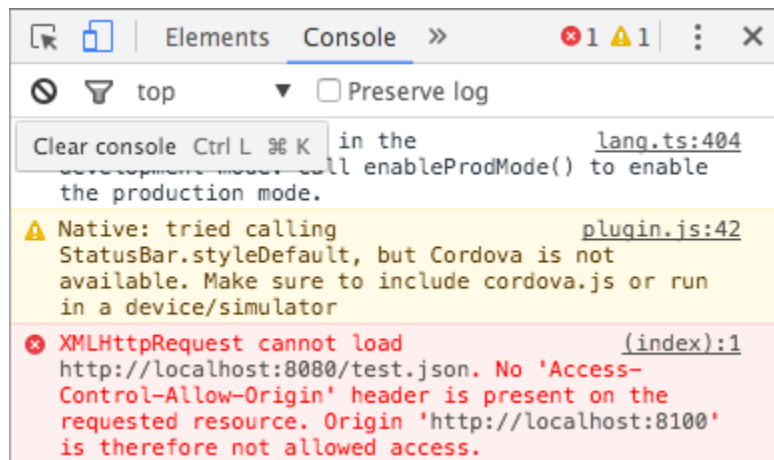 Elements Console » 1 1
top ▼ Preserve log
Clear console Ctrl L ⌘ K in the lang.ts:404
enableProdMode() to enable
the production mode.
Native: tried calling plugin.js:42
StatusBar.styleDefault, but Cordova is not
available. Make sure to include cordova.js or run
in a device/simulator
XMLHttpRequest cannot load (index):1
http://localhost:8080/test.json. No 'Access-
Control-Allow-Origin' header is present on the
requested resource. Origin 'http://localhost:8100'
is therefore not allowed access.